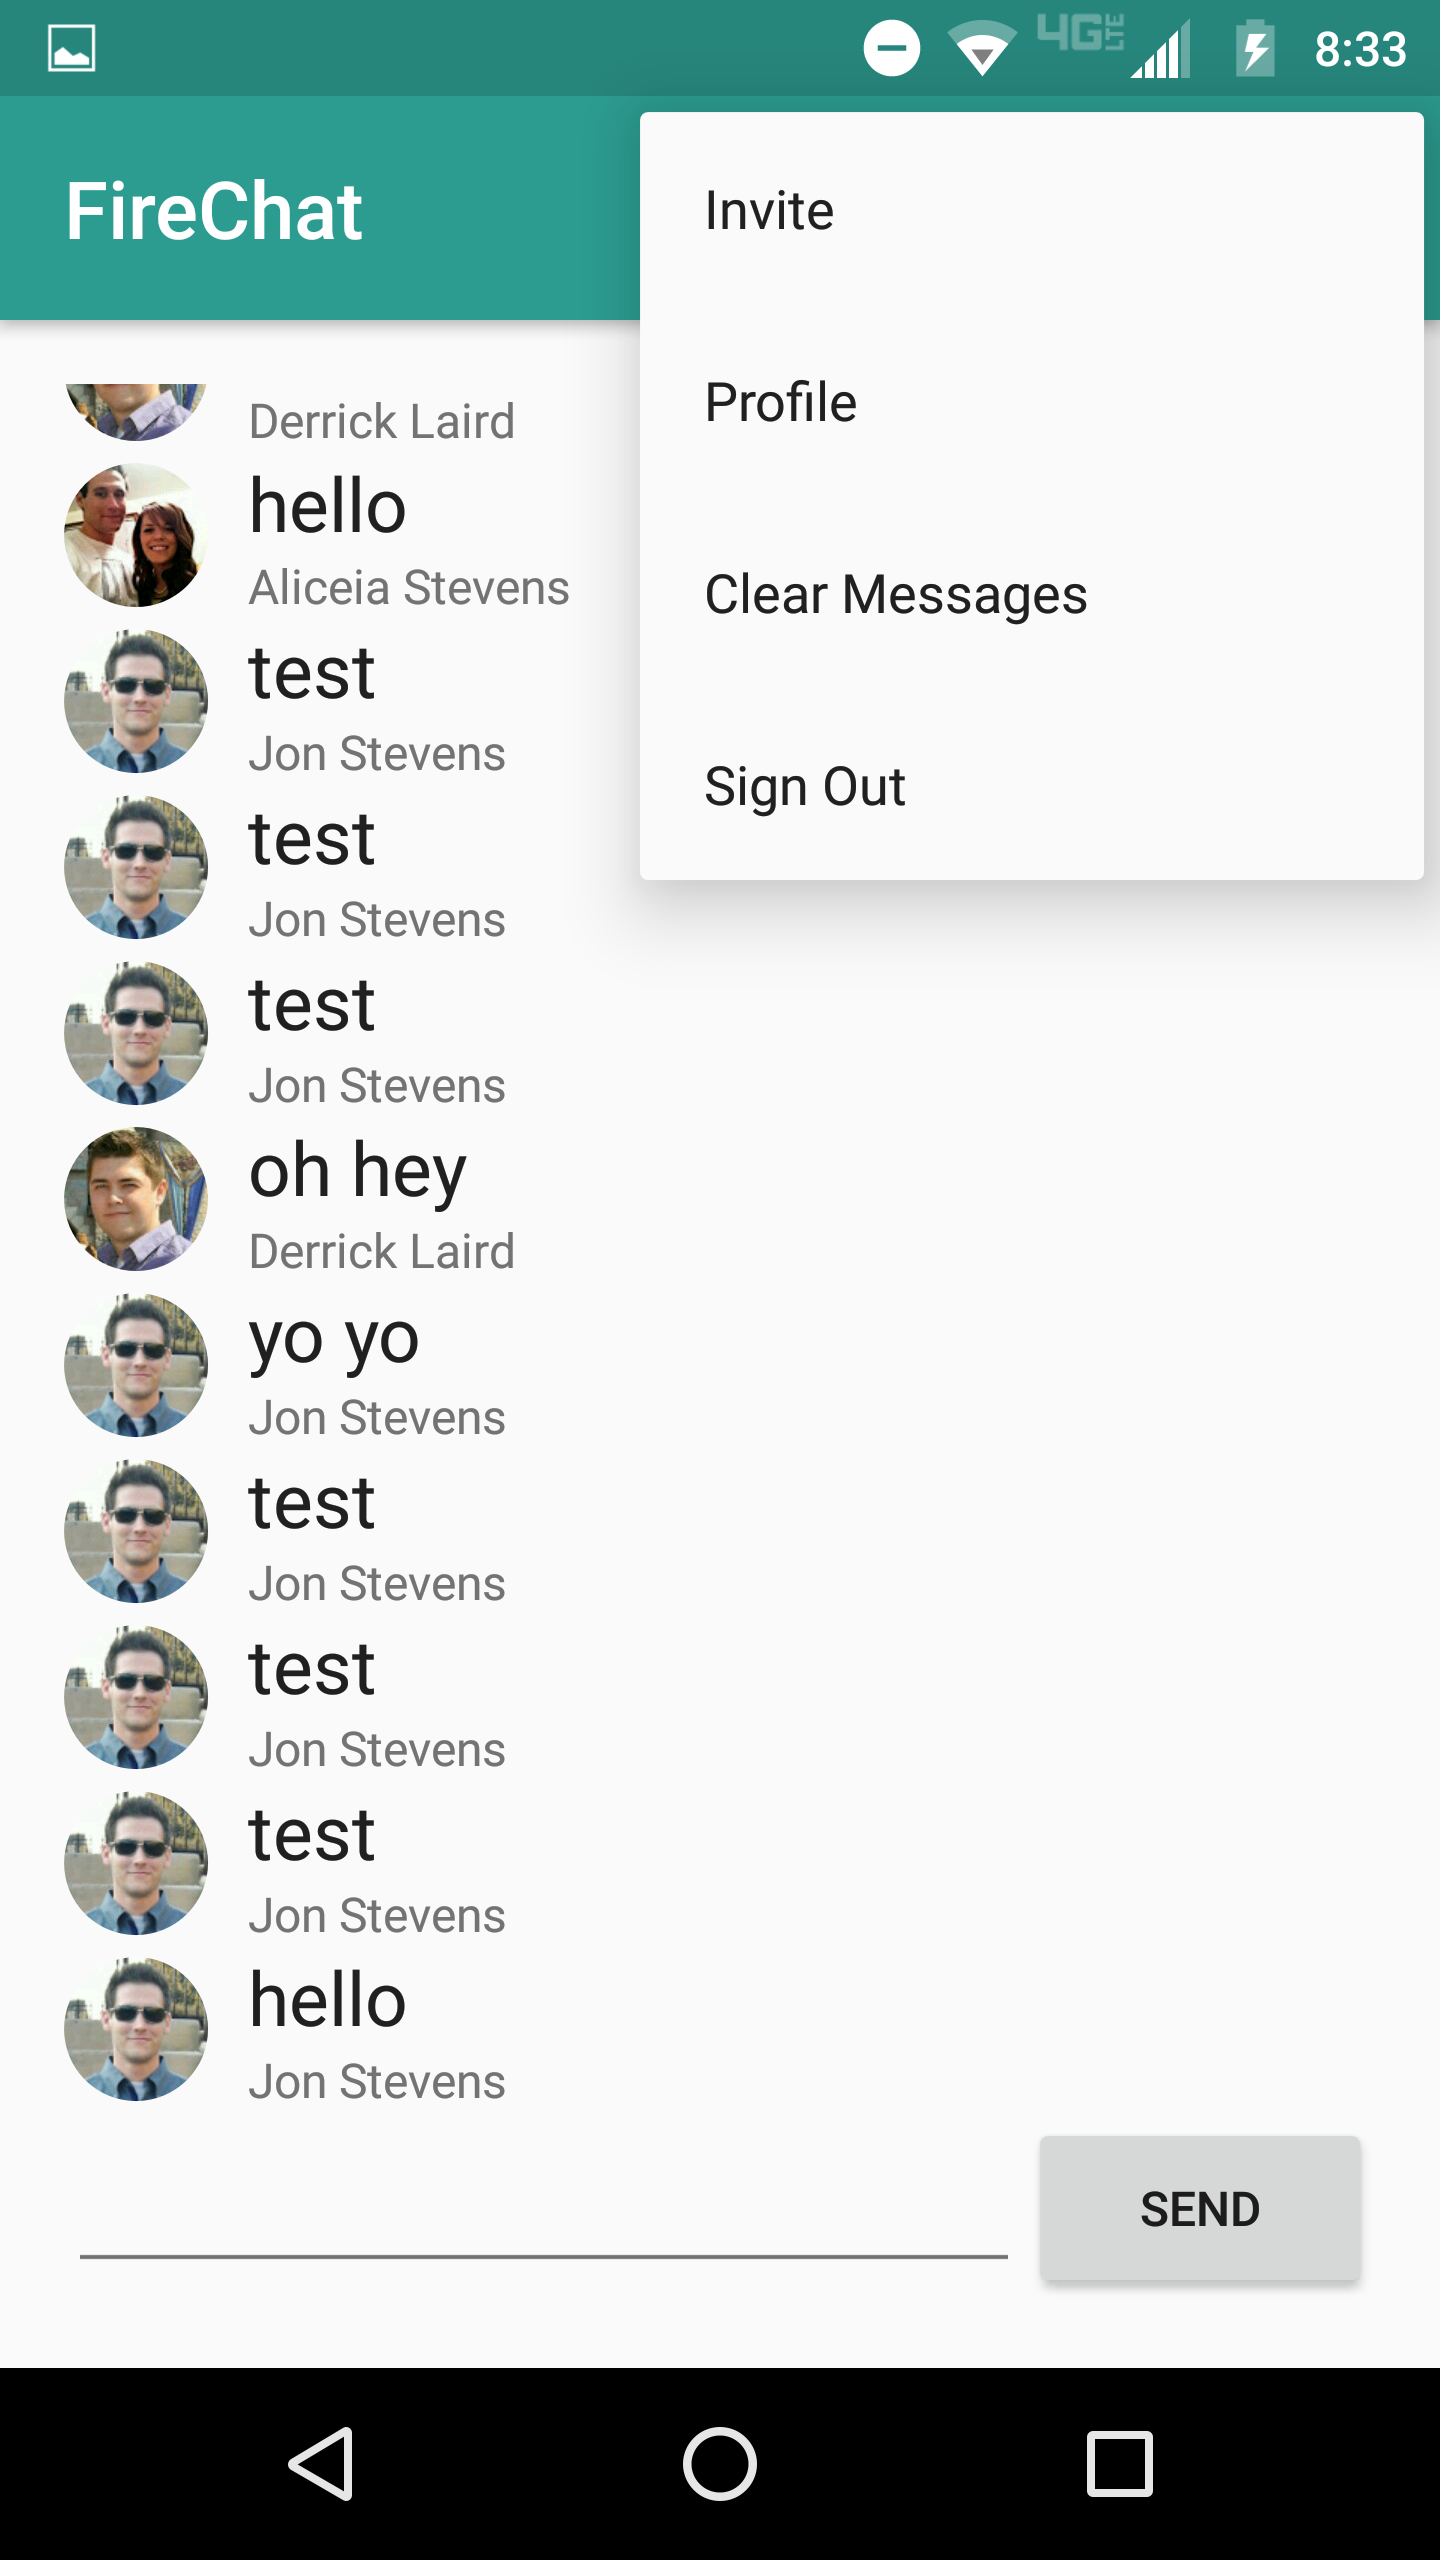 4G LTE 8:33
FireChat
Invite
Profile
Clear Messages
Sign Out
Derrick Laird
hello
Aliceia Stevens
test
Jon Stevens
test
Jon Stevens
test
Jon Stevens
oh hey
Derrick Laird
yo yo
Jon Stevens
test
Jon Stevens
test
Jon Stevens
test
Jon Stevens
hello
Jon Stevens
SEND